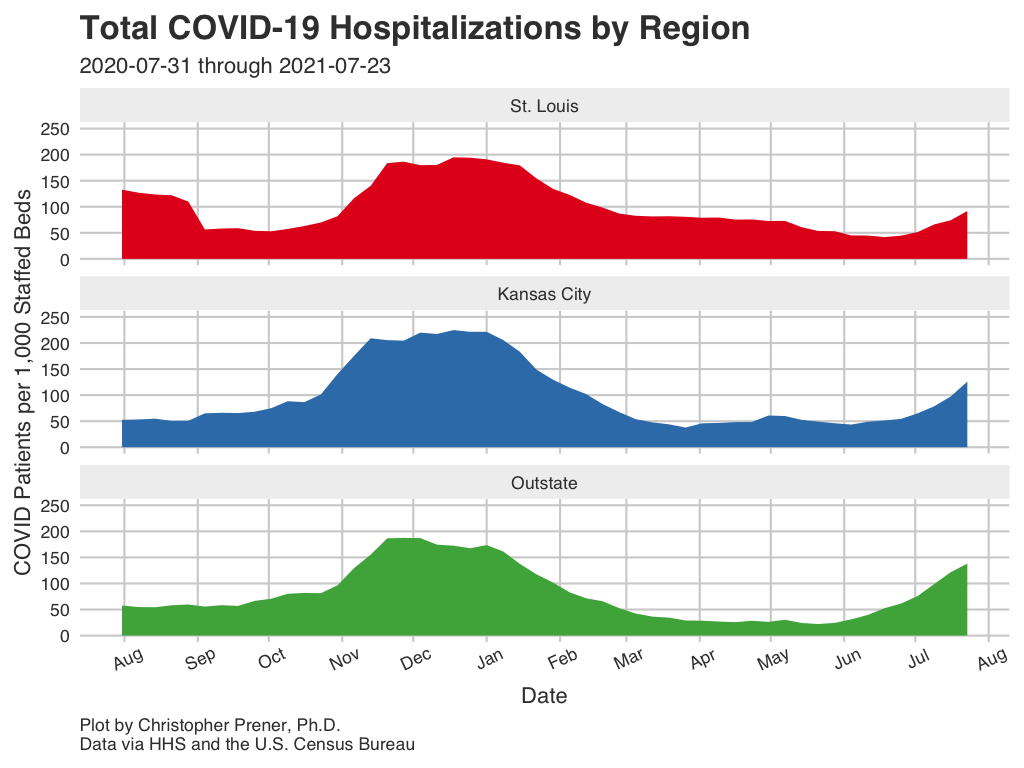 Total COVID-19 Hospitalizations by Region
2020-07-31 through 2021-07-23
COVID Patients per 1,000 Staffed Beds
St. Louis
250
200
150
100
50
0
Kansas City
250
200
150
100
50
0
Outstate
250
200
150
100
50
0
Aug Sep Oct Nov Dec Jan Feb Mar Apr May Jun Jul Aug
Date
Plot by Christopher Prener, Ph.D.
Data via HHS and the U.S. Census Bureau